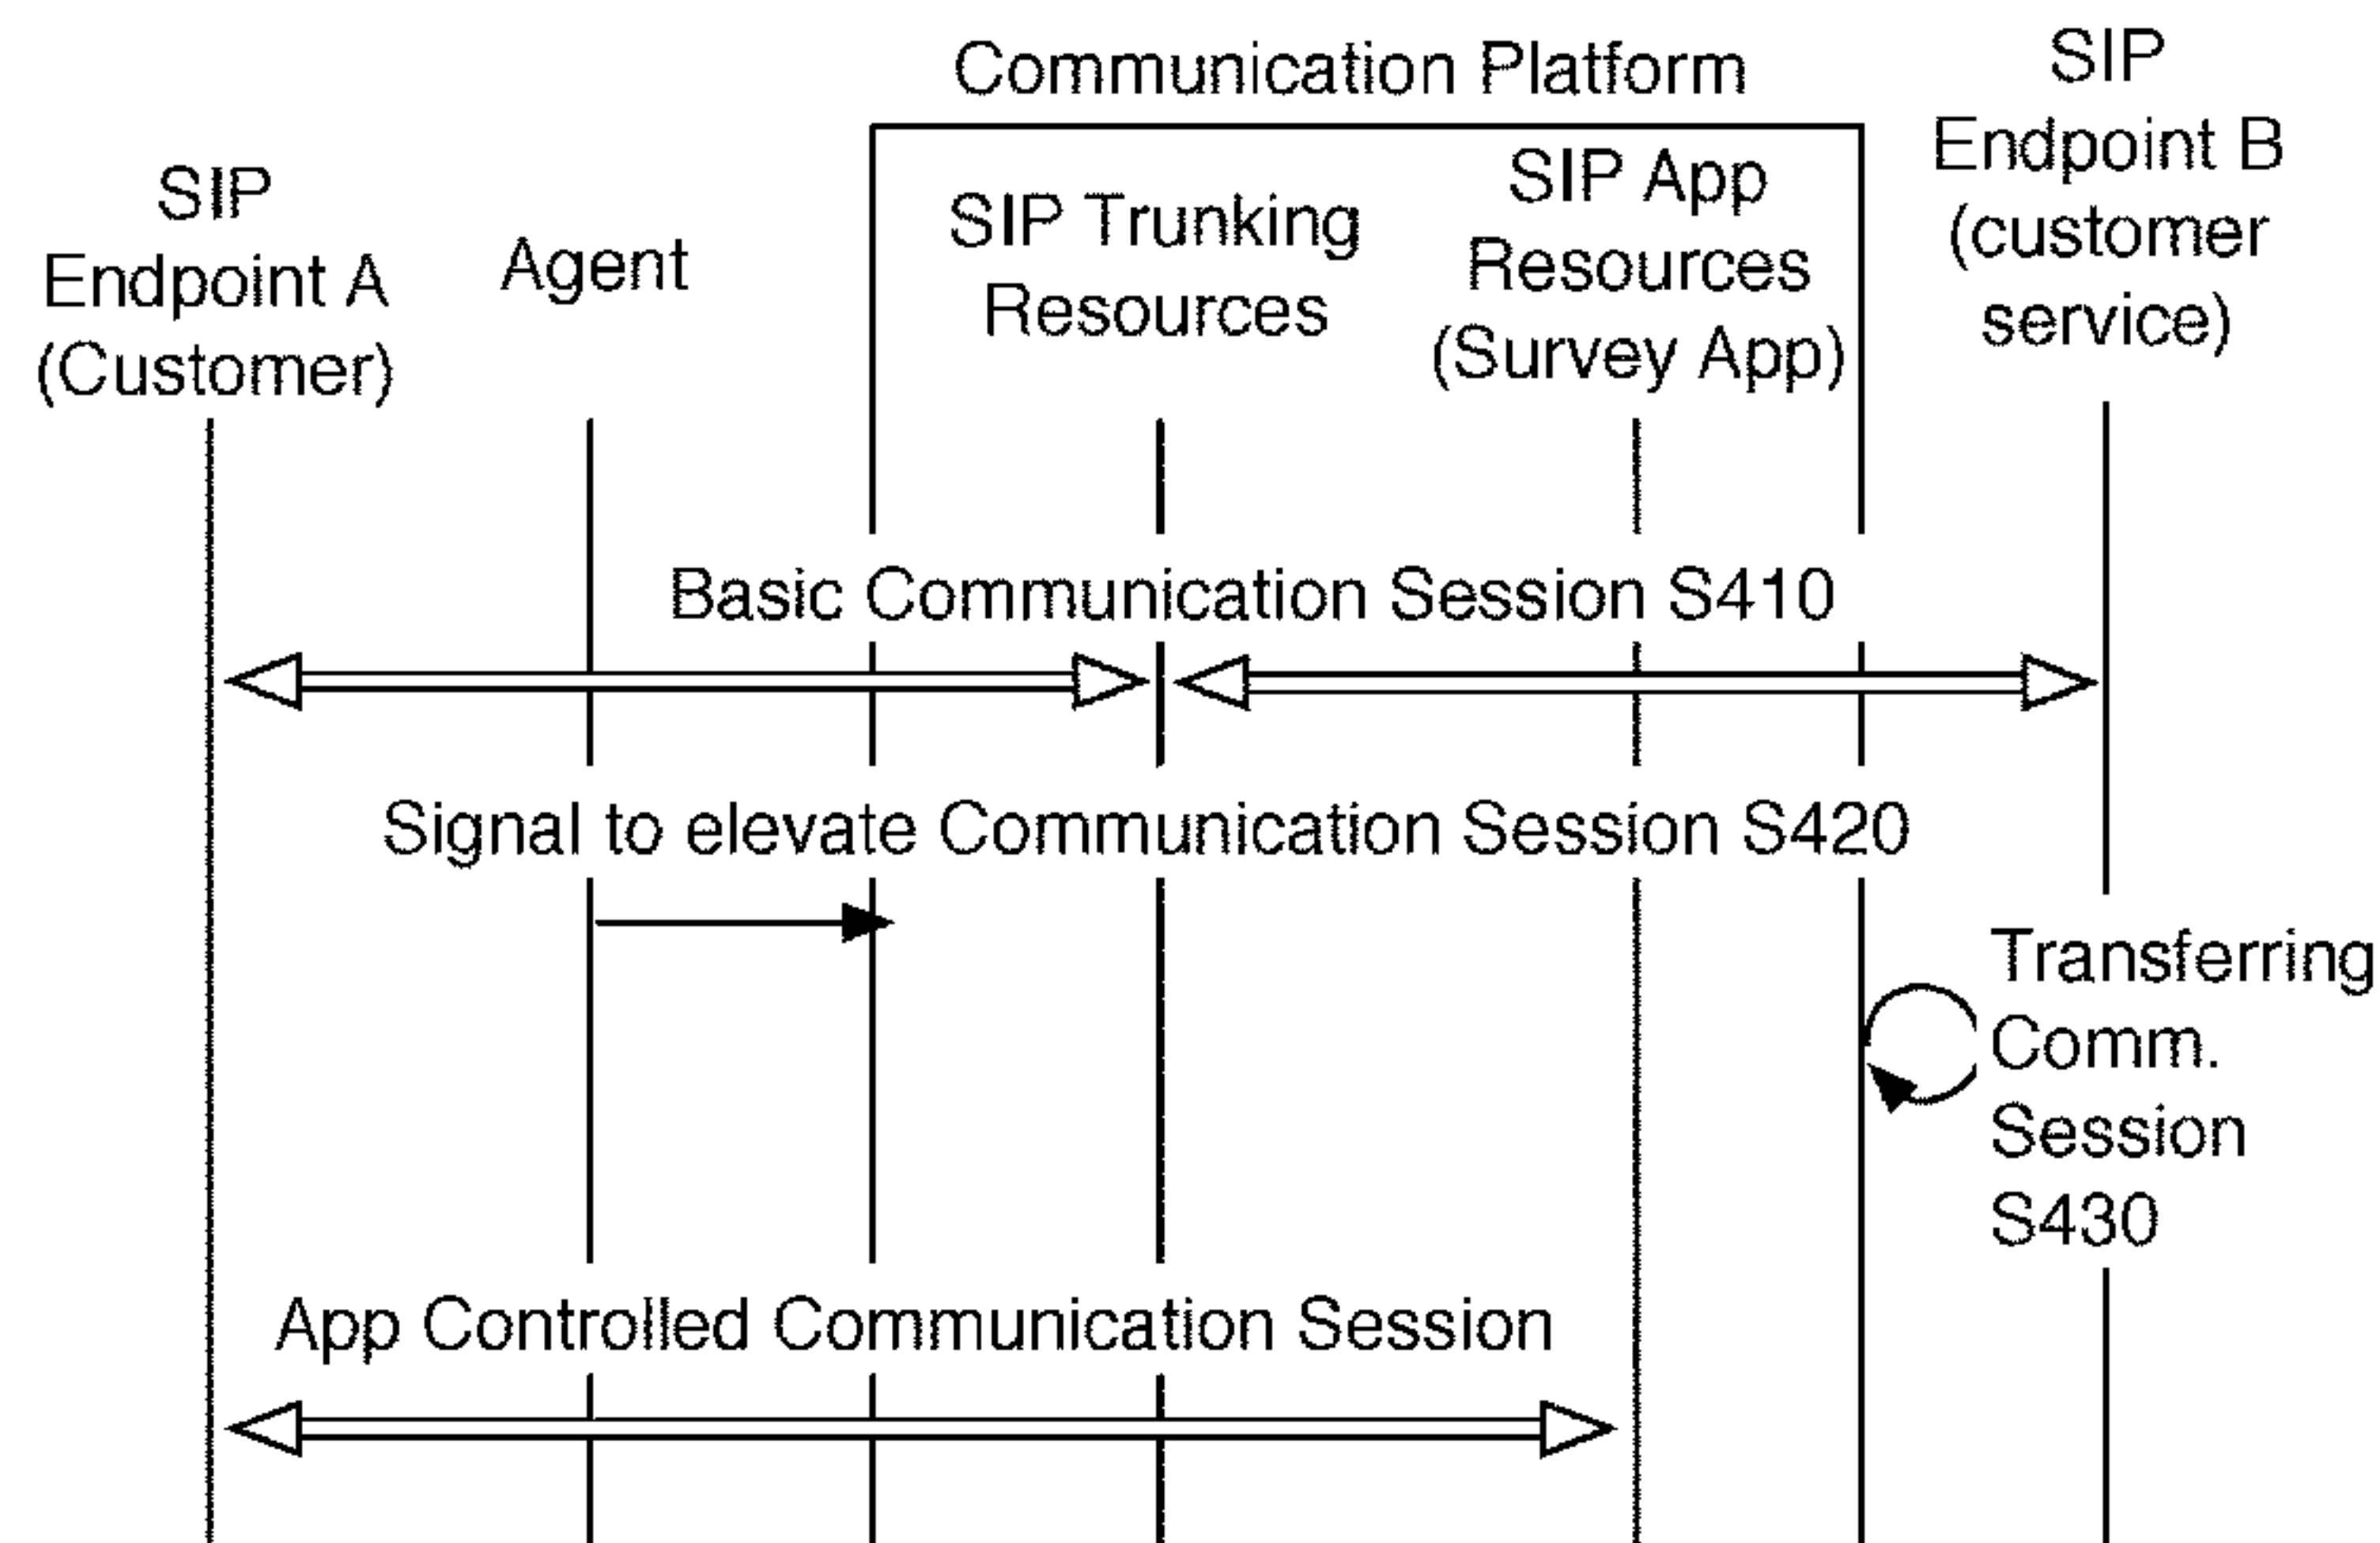 Communication Platform
SIP
Endpoint A
(Customer)
Agent
SIP Trunking
Resources
SIP App
Resources
(Survey App)
SIP
Endpoint B
(customer
service)
Basic Communication Session S410
Signal to elevate Communication Session S420
Transferring
Comm.
Session
S430
App Controlled Communication Session